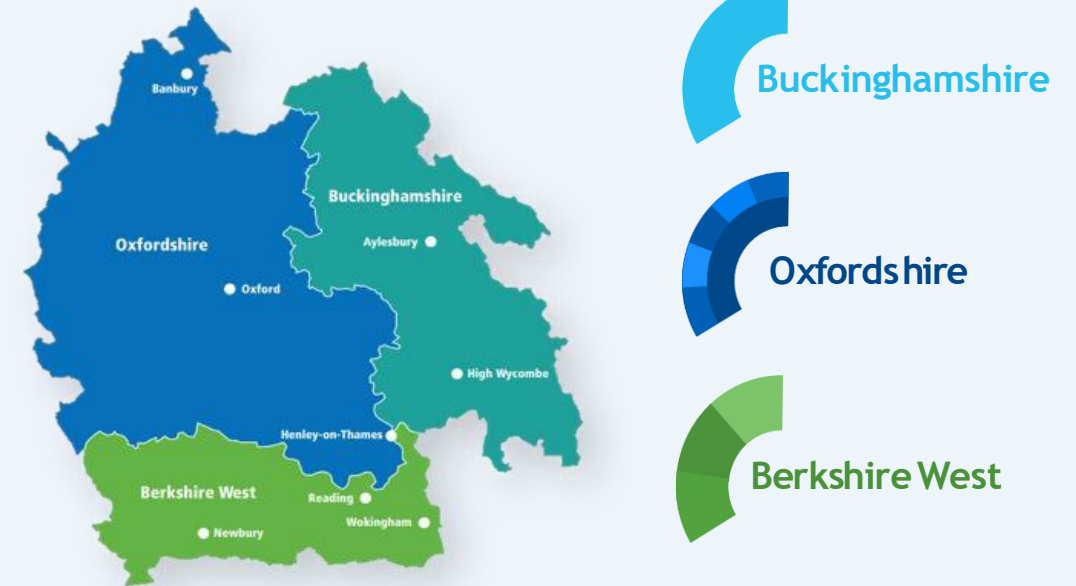 Banbury
Buckinghamshire
Oxfordshire
Aylesbury
Oxford
High Wycombe
Henley-on-Thames
Berkshire West
Reading
Wokingham
Newbury
Buckinghamshire
Oxfordshire
Berkshire West